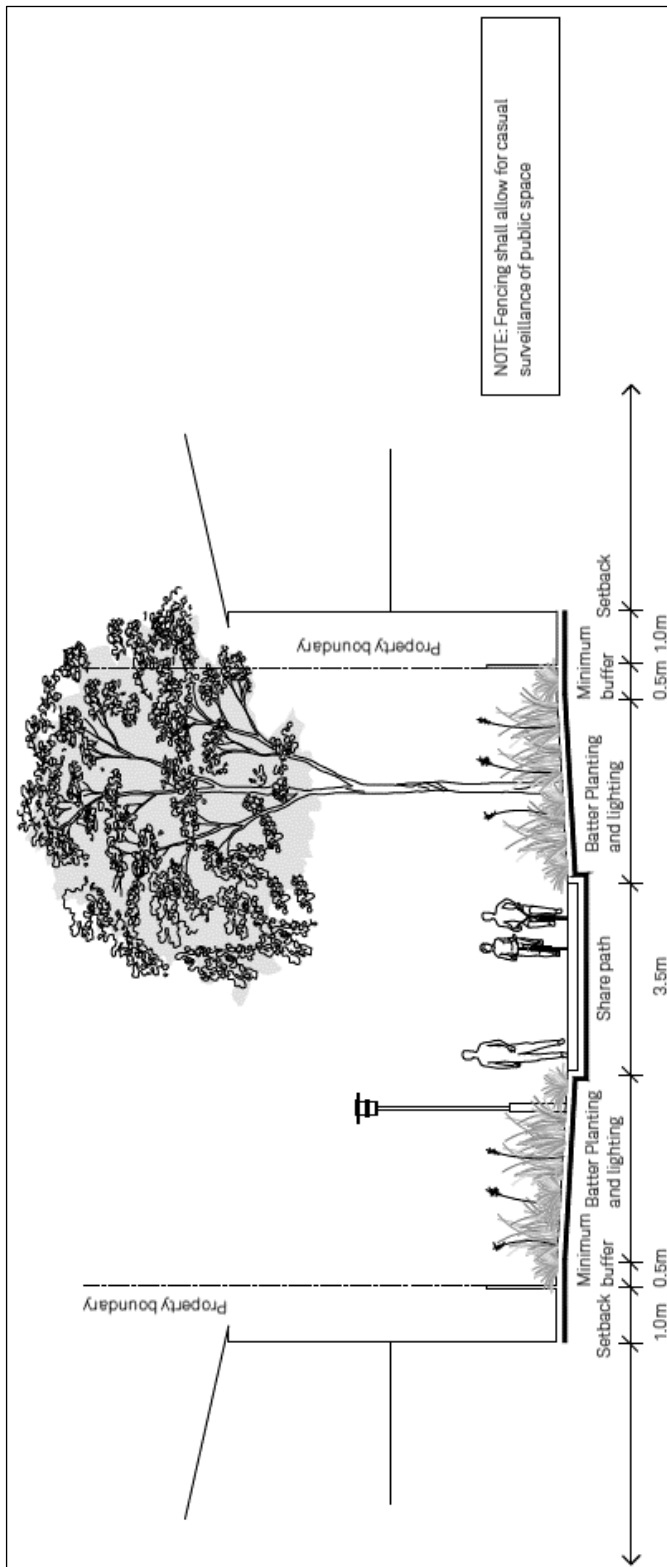 NOTE: Fencing shall allow for casual
surveillance of public space
Property boundary
Property boundary
Setback
Minimum
buffer
Batter Planting
and lighting
Share path
Batter Planting
and lighting
Minimum
buffer
Setback
1.0m
0.5m
3.5m
0.5m
1.0m